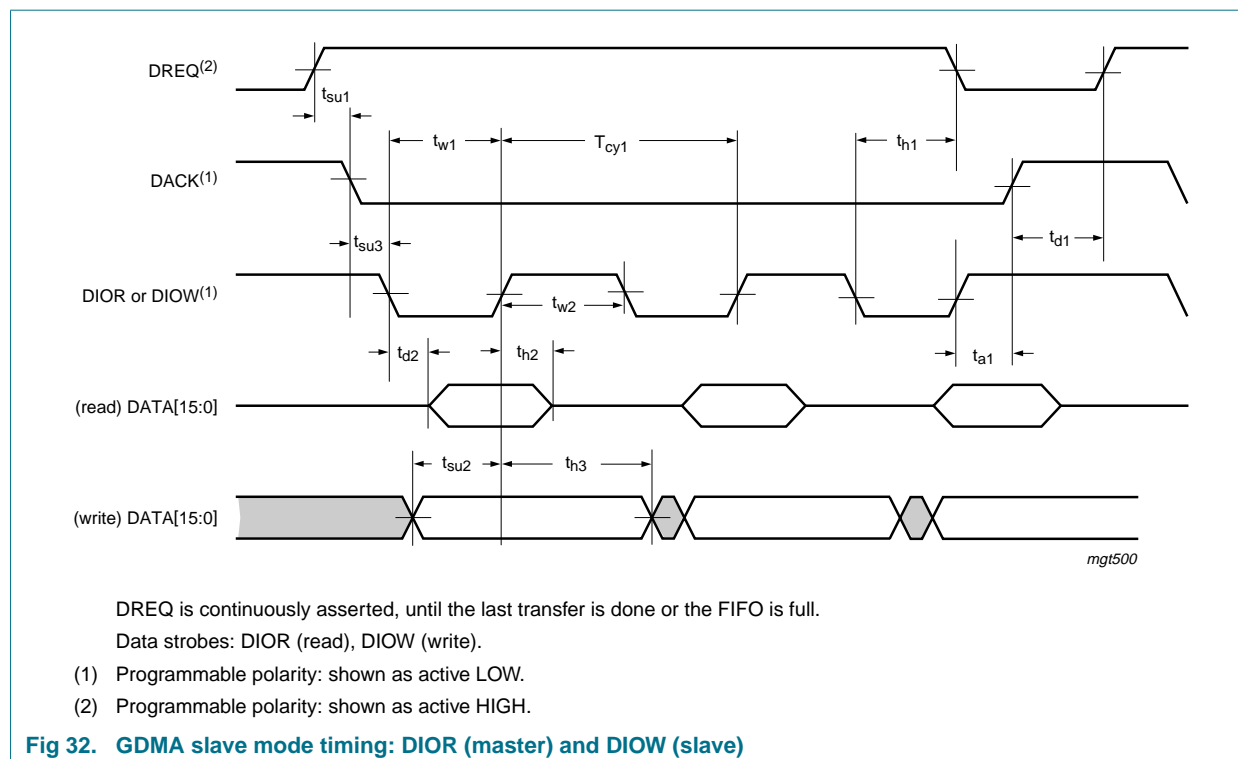 DREQ(2)
tsu1
tw1
Tcy1
th1
DACK(1)
tsu3
td1
DIOR or DIOW(1)
tw2
td2
th2
ta1
(read) DATA[15:0]
tsu2
th3
(write) DATA[15:0]
mgt500
DREQ is continuously asserted, until the last transfer is done or the FIFO is full.
Data strobes: DIOR (read), DIOW (write).
(1) Programmable polarity: shown as active LOW.
(2) Programmable polarity: shown as active HIGH.
Fig 32. GDMA slave mode timing: DIOR (master) and DIOW (slave)